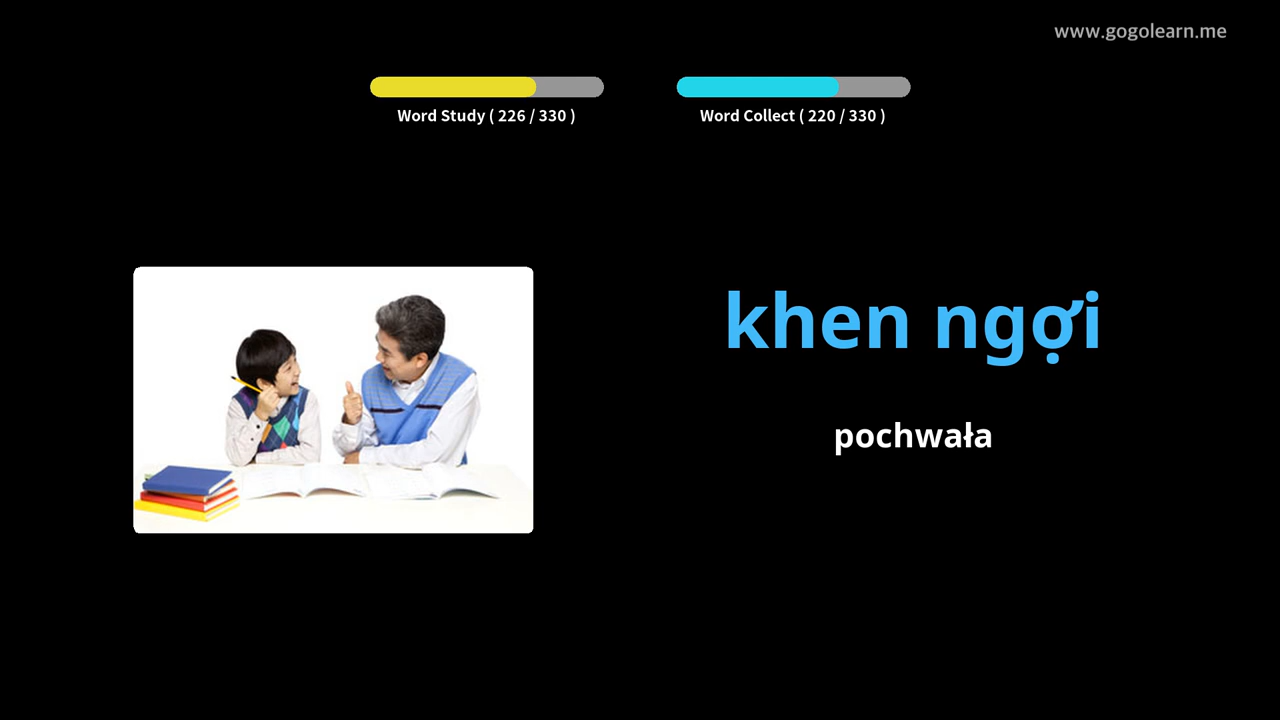 www.gogolearn.me
Word Study ( 226 / 330 )
Word Collect ( 220 / 330 )
khen ngợi
pochwała